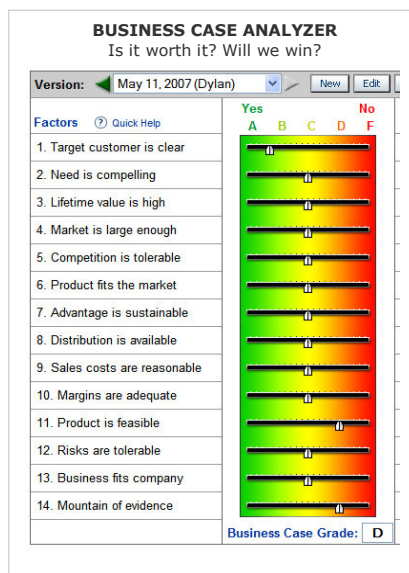 BUSINESS CASE ANALYZER
Is it worth it? Will we win?
Version: May 11, 2007 (Dylan) New Edit
Yes No
Factors ? Quick Help A B C D F
1. Target customer is clear
2. Need is compelling
3. Lifetime value is high
4. Market is large enough
5. Competition is tolerable
6. Product fits the market
7. Advantage is sustainable
8. Distribution is available
9. Sales costs are reasonable
10. Margins are adequate
11. Product is feasible
12. Risks are tolerable
13. Business fits company
14. Mountain of evidence
Business Case Grade: D